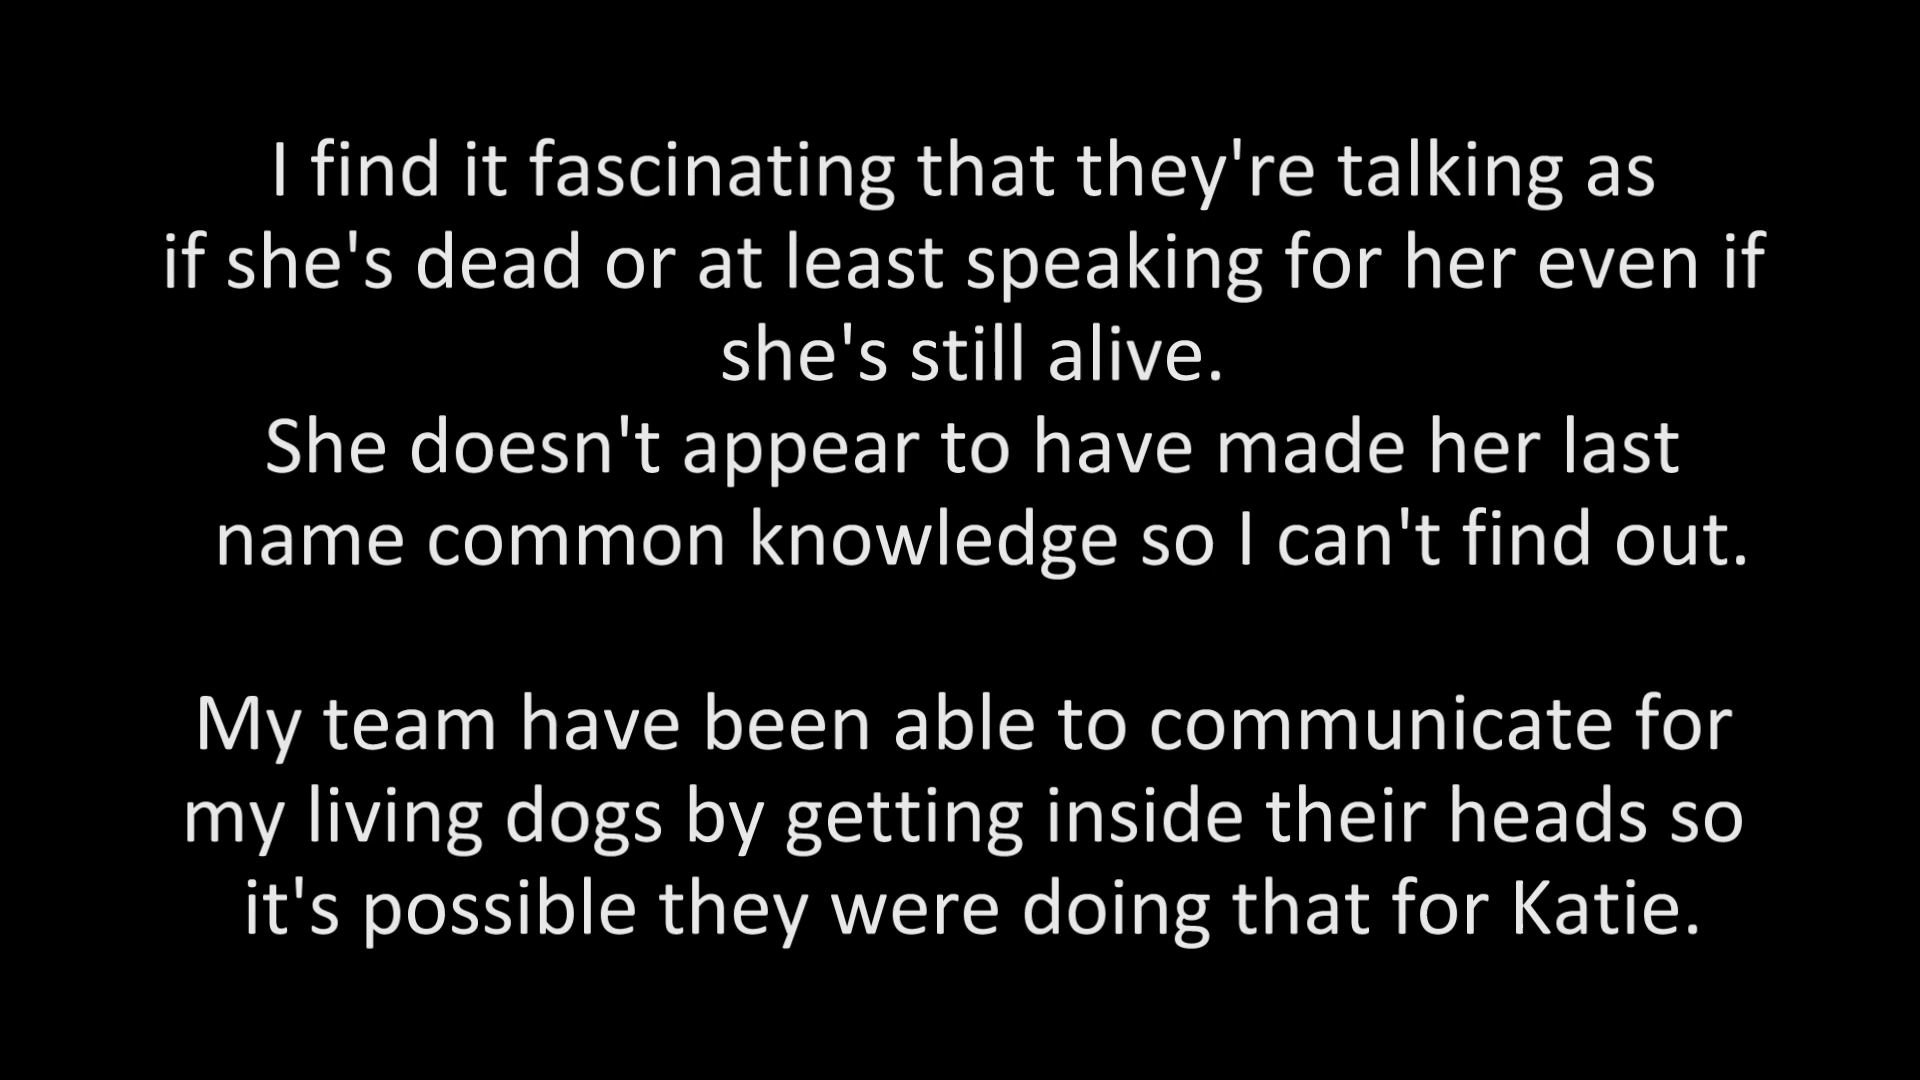 I find it fascinating that they're talking as
if she's dead or at least speaking for her even if
she's still alive.
She doesn't appear to have made her last
name common knowledge so I can't find out.
My team have been able to communicate for
my living dogs by getting inside their heads so
it's possible they were doing that for Katie.